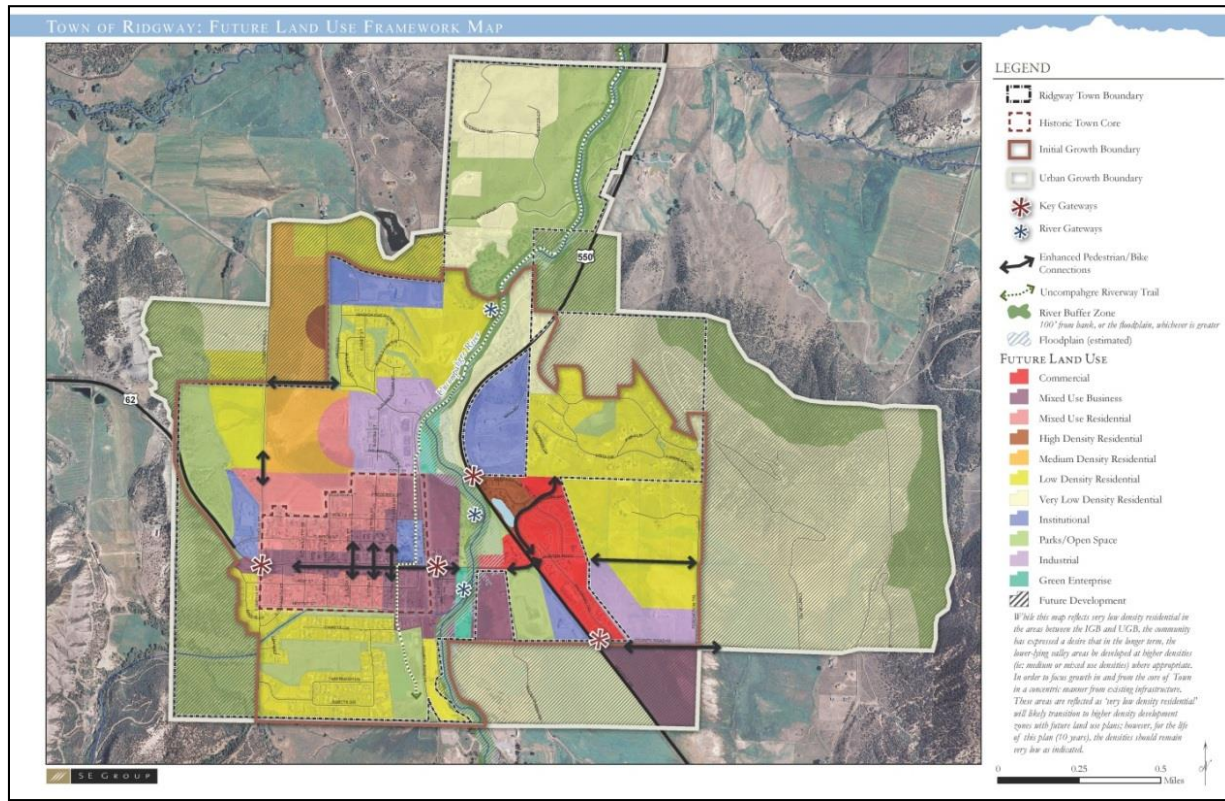 TOWN OF RIDGWAY: FUTURE LAND USE FRAMEWORK MAP
LEGEND
Ridgway Town Boundary
Historic Town Core
Initial Growth Boundary
Urban Growth Boundary
Key Gateways
River Gateways
Enhanced Pedestrian/Bike
Connections
Uncompahgre Riverway Trail
River Buffer Zone
100' from bank, or the floodplain, whichever is greater
Floodplain (estimated)
FUTURE LAND USE
Commercial
Mixed Use Business
Mixed Use Residential
High Density Residential
Medium Density Residential
Low Density Residential
Very Low Density Residential
Institutional
Parks/Open Space
Industrial
Green Enterprise
Future Development
While this map reflects very low density residential in
the areas between the IGB and UGB, the community
has expressed a desire that in the longer term, the
lower-lying valley areas be developed at higher densities
(ie: medium or mixed use densities) where appropriate.
In order to focus growth in and from the core of Town
in a concentric manner from existing infrastructure.
These areas are reflected as 'very low density residential'
will likely transition to higher density development
zones with future land use plans; however, for the life
of this plan (10 years), the densities should remain
very low as indicated.
0 0.25 0.5
Miles
N
550
62
Uncompahgre River
SE GROUP